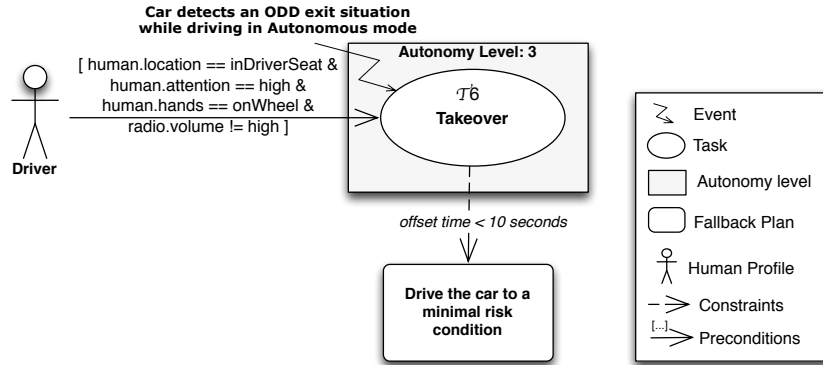 Car detects an ODD exit situation
while driving in Autonomous mode
Autonomy Level: 3
[ human.location == inDriverSeat &
human.attention == high &
human.hands == onWheel &
radio.volume != high ]
Driver
T6
Takeover
offset time < 10 seconds
Drive the car to a
minimal risk
condition
Event
Task
Autonomy level
Fallback Plan
Human Profile
Constraints
[...]
Preconditions